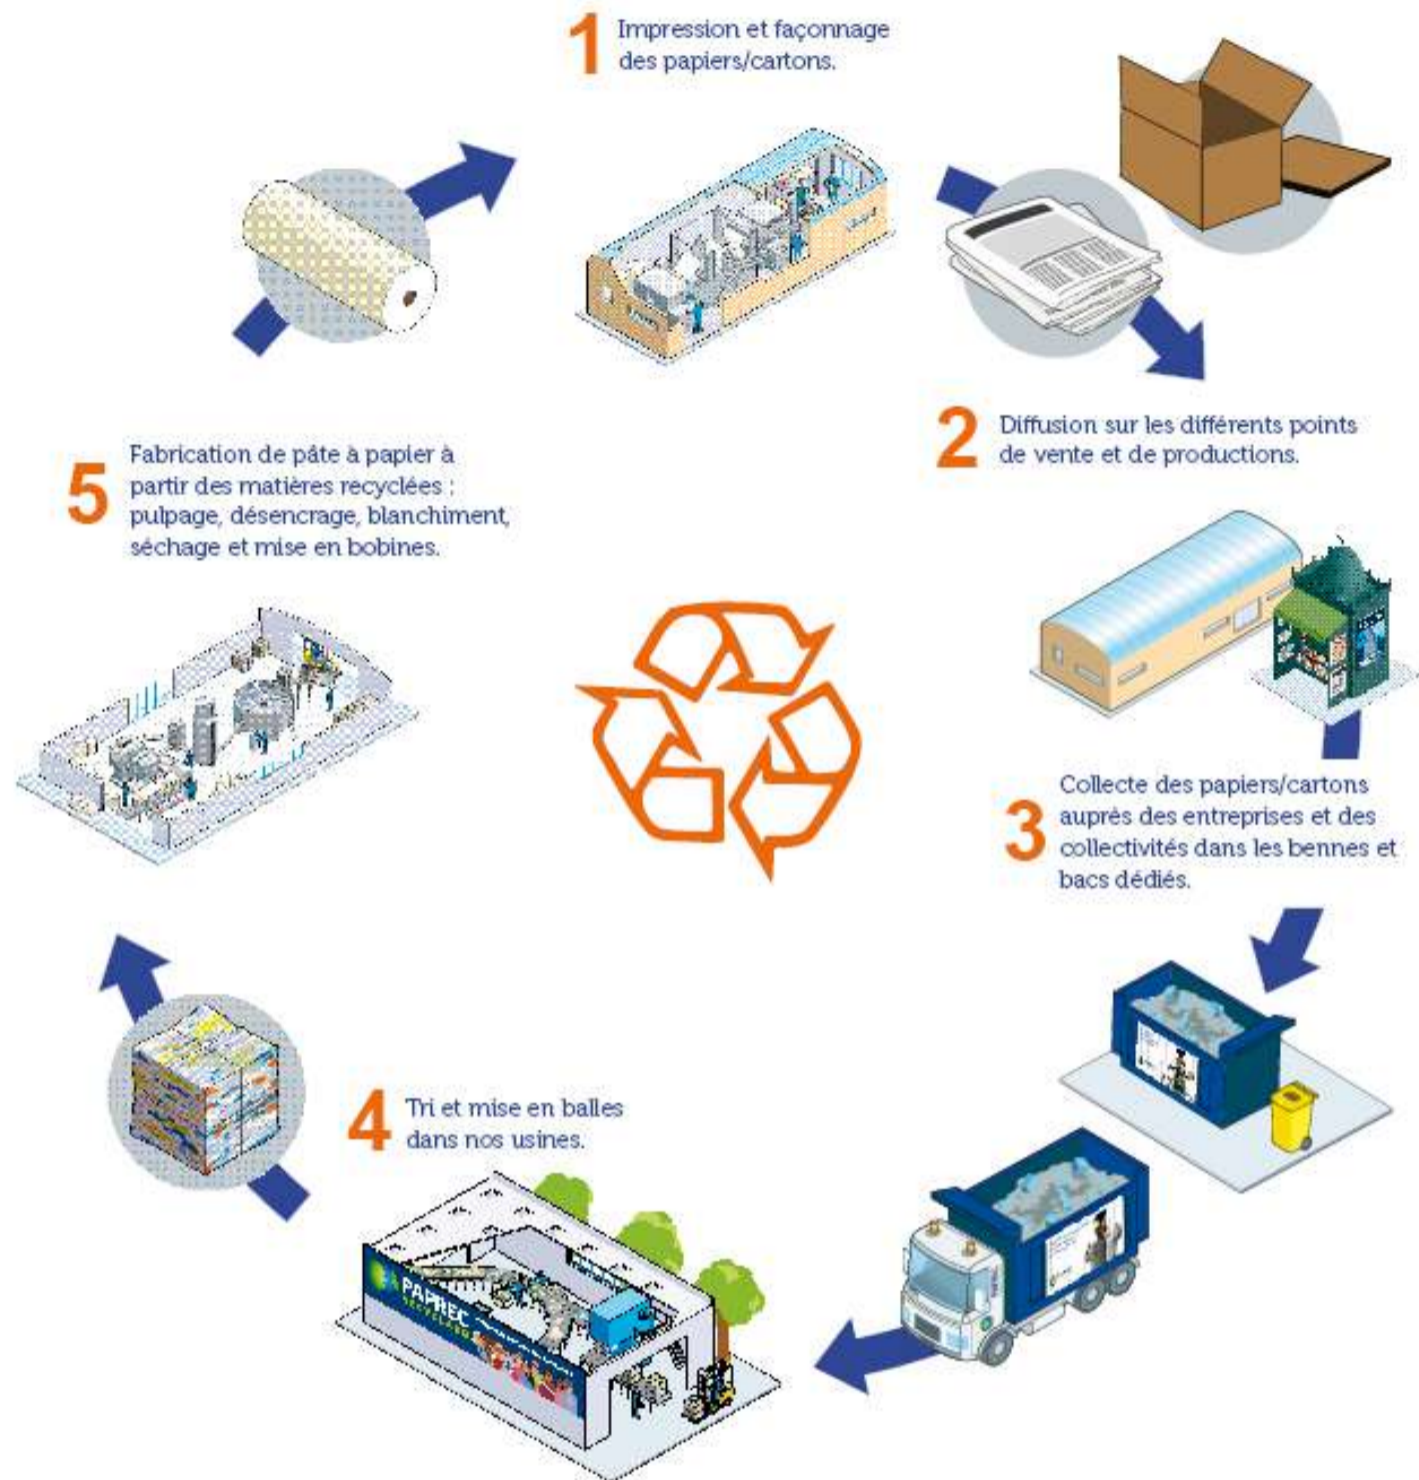 1
Impression et façonnage
des papiers/cartons.
2
Diffusion sur les différents points
de vente et de productions.
3
Collecte des papiers/cartons
auprès des entreprises et des
collectivités dans les bennes et
bacs dédiés.
4
Tri et mise en balles
dans nos usines.
PAPREC
RECYCLAGE
5
Fabrication de pâte à papier à
partir des matières recyclées :
pulpage, désencrage, blanchiment,
séchage et mise en bobines.